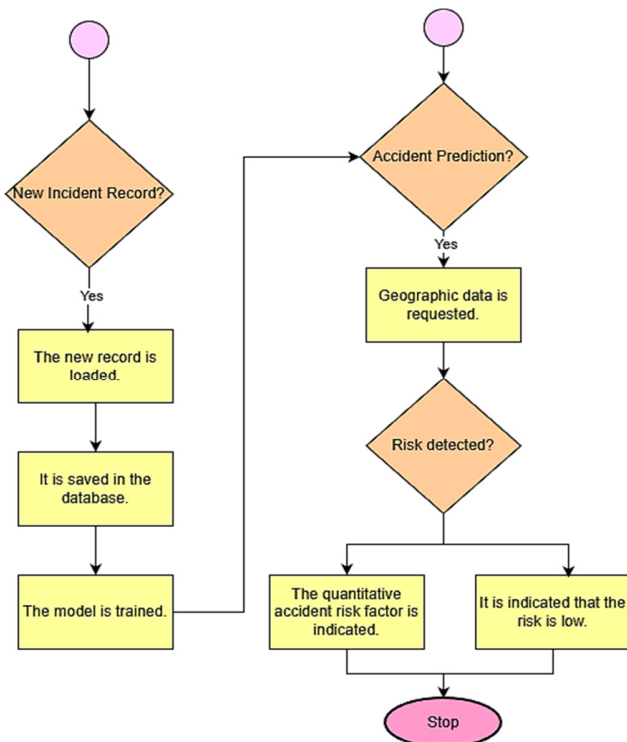 New Incident Record?
Yes
The new record is
loaded.
It is saved in the
database.
The model is trained.
Accident Prediction?
Yes
Geographic data is
requested.
Risk detected?
The quantitative
accident risk factor is
indicated.
It is indicated that the
risk is low.
Stop